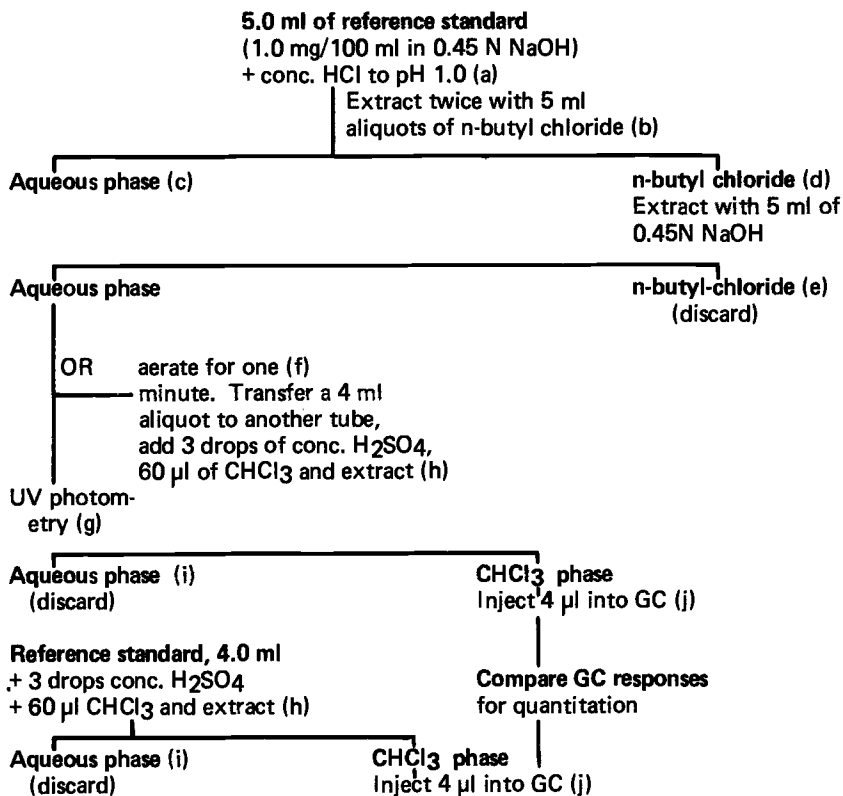 5.0 ml of reference standard
(1.0 mg/100 ml in 0.45 N NaOH)
+ conc. HCl to pH 1.0 (a)
Extract twice with 5 ml
aliquots of n-butyl chloride (b)
Aqueous phase (c)
n-butyl chloride (d)
Extract with 5 ml of
0.45N NaOH
Aqueous phase
n-butyl-chloride (e)
(discard)
OR
aerate for one (f)
minute. Transfer a 4 ml
aliquot to another tube,
add 3 drops of conc. H2SO4,
60 µl of CHCl3 and extract (h)
UV photom-
etry (g)
Aqueous phase (i)
(discard)
CHCl3 phase
Inject 4 µl into GC (j)
Reference standard, 4.0 ml
+ 3 drops conc. H2SO4
+ 60 µl CHCl3 and extract (h)
Compare GC responses
for quantitation
Aqueous phase (i)
(discard)
CHCl3 phase
Inject 4 µl into GC (j)